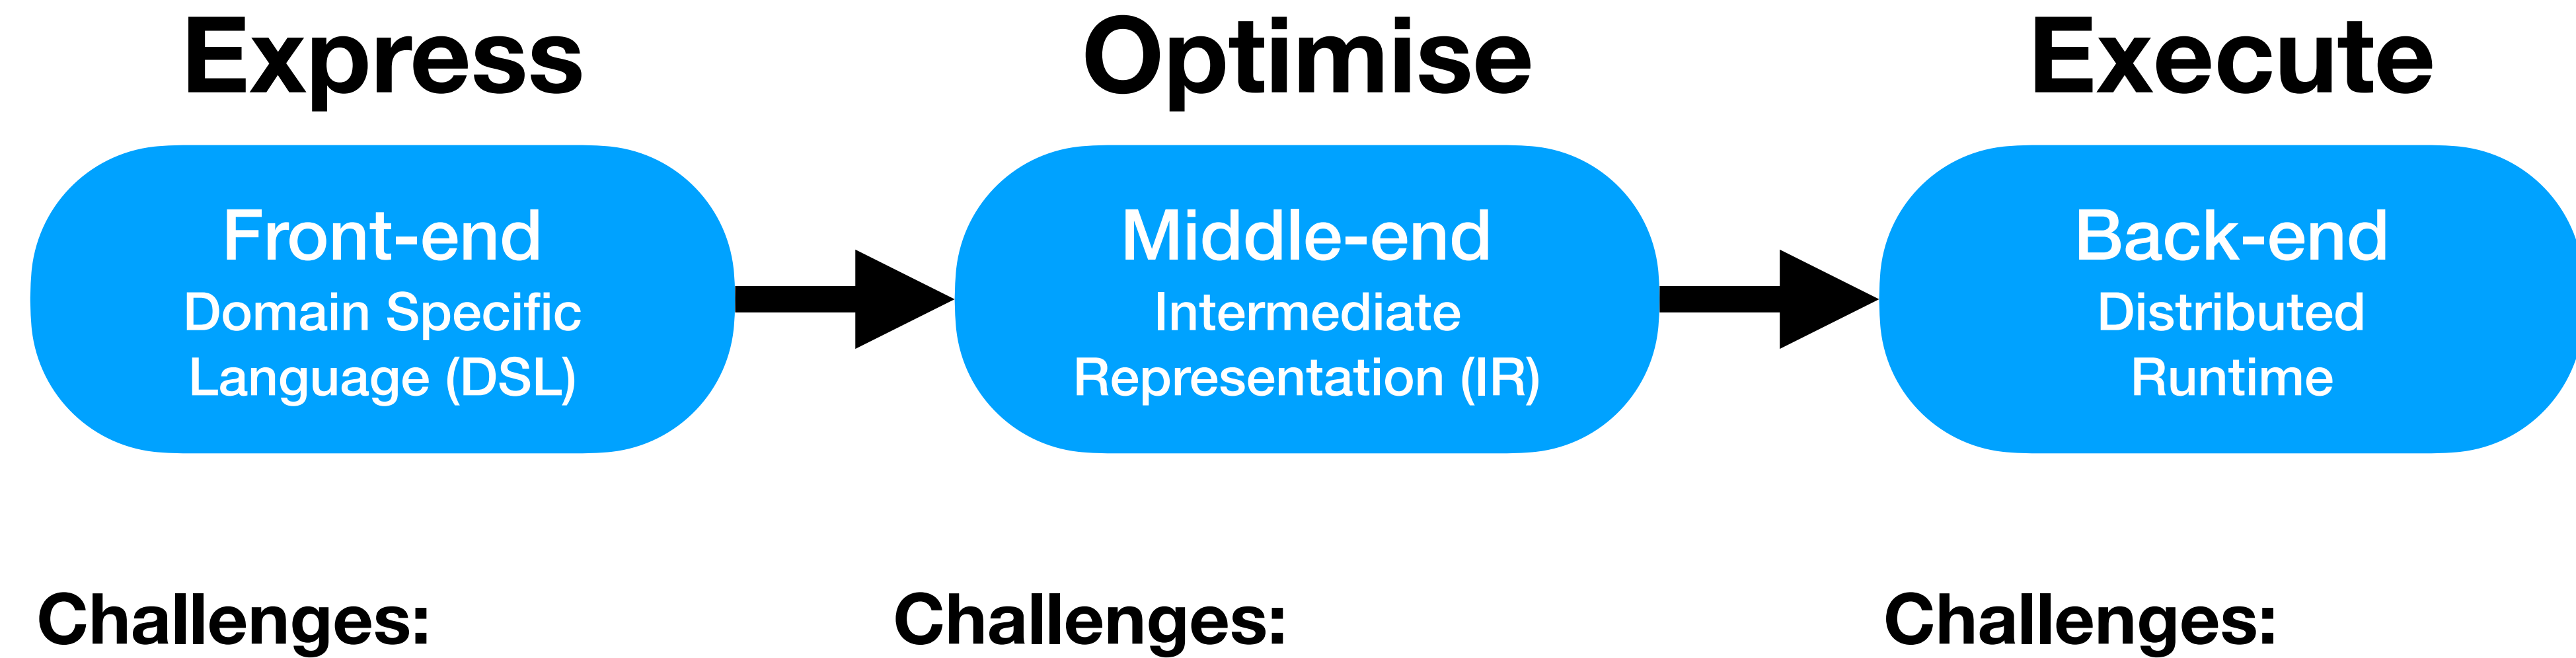 Express
Optimise
Execute
Front-end
Domain Specific
Language (DSL)
Middle-end
Intermediate
Representation (IR)
Back-end
Distributed
Runtime
Challenges:
Challenges:
Challenges: